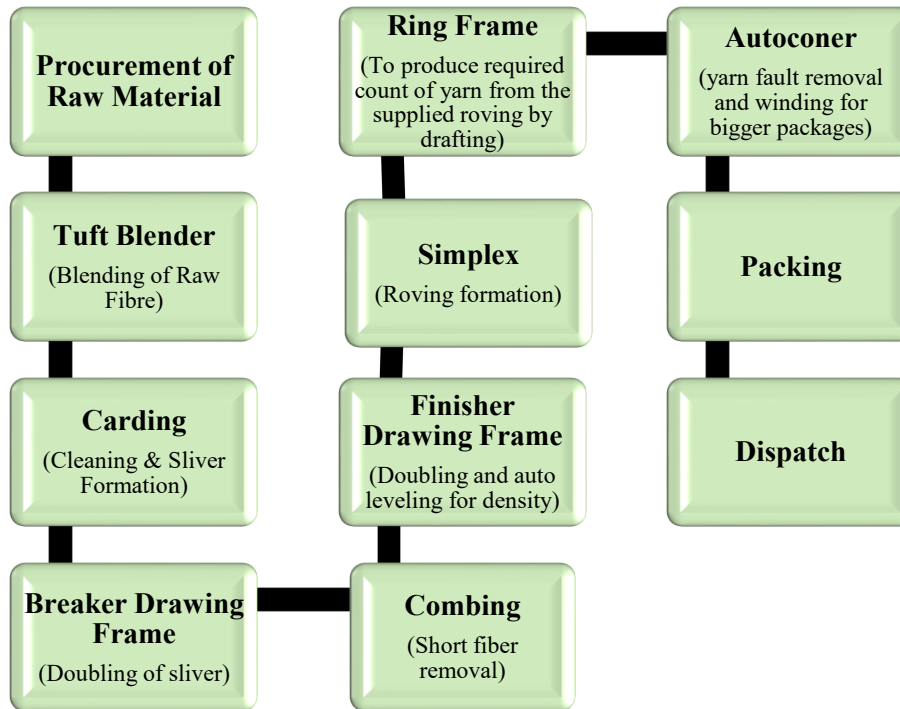 Procurement of
Raw Material
Tuft Blender
(Blending of Raw
Fibre)
Carding
(Cleaning & Sliver
Formation)
Breaker Drawing
Frame
(Doubling of sliver)
Combing
(Short fiber
removal)
Finisher
Drawing Frame
(Doubling and auto
leveling for density)
Simplex
(Roving formation)
Ring Frame
(To produce required
count of yarn from the
supplied roving by
drafting)
Autoconer
(yarn fault removal
and winding for
bigger packages)
Packing
Dispatch